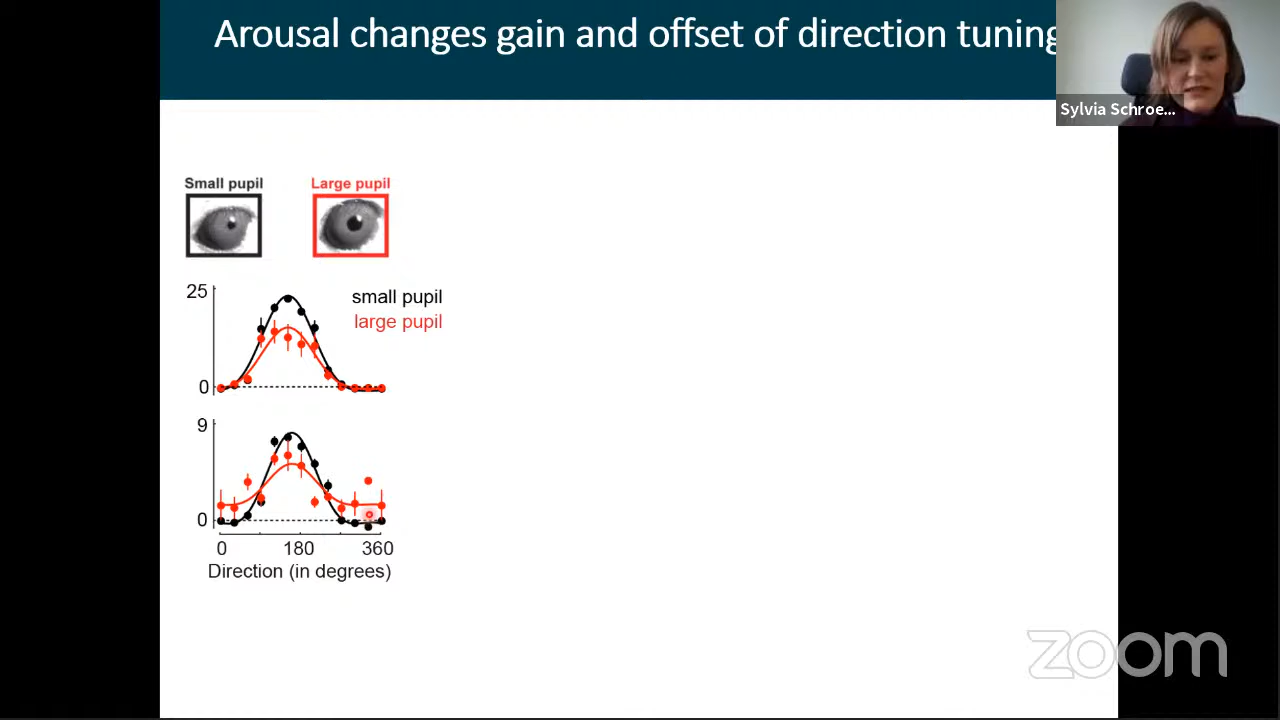 Arousal changes gain and offset of direction tuning
Sylvia Schroe...
Small pupil
Large pupil
25
small pupil
large pupil
0
9
0
0 180 360
Direction (in degrees)
zoom